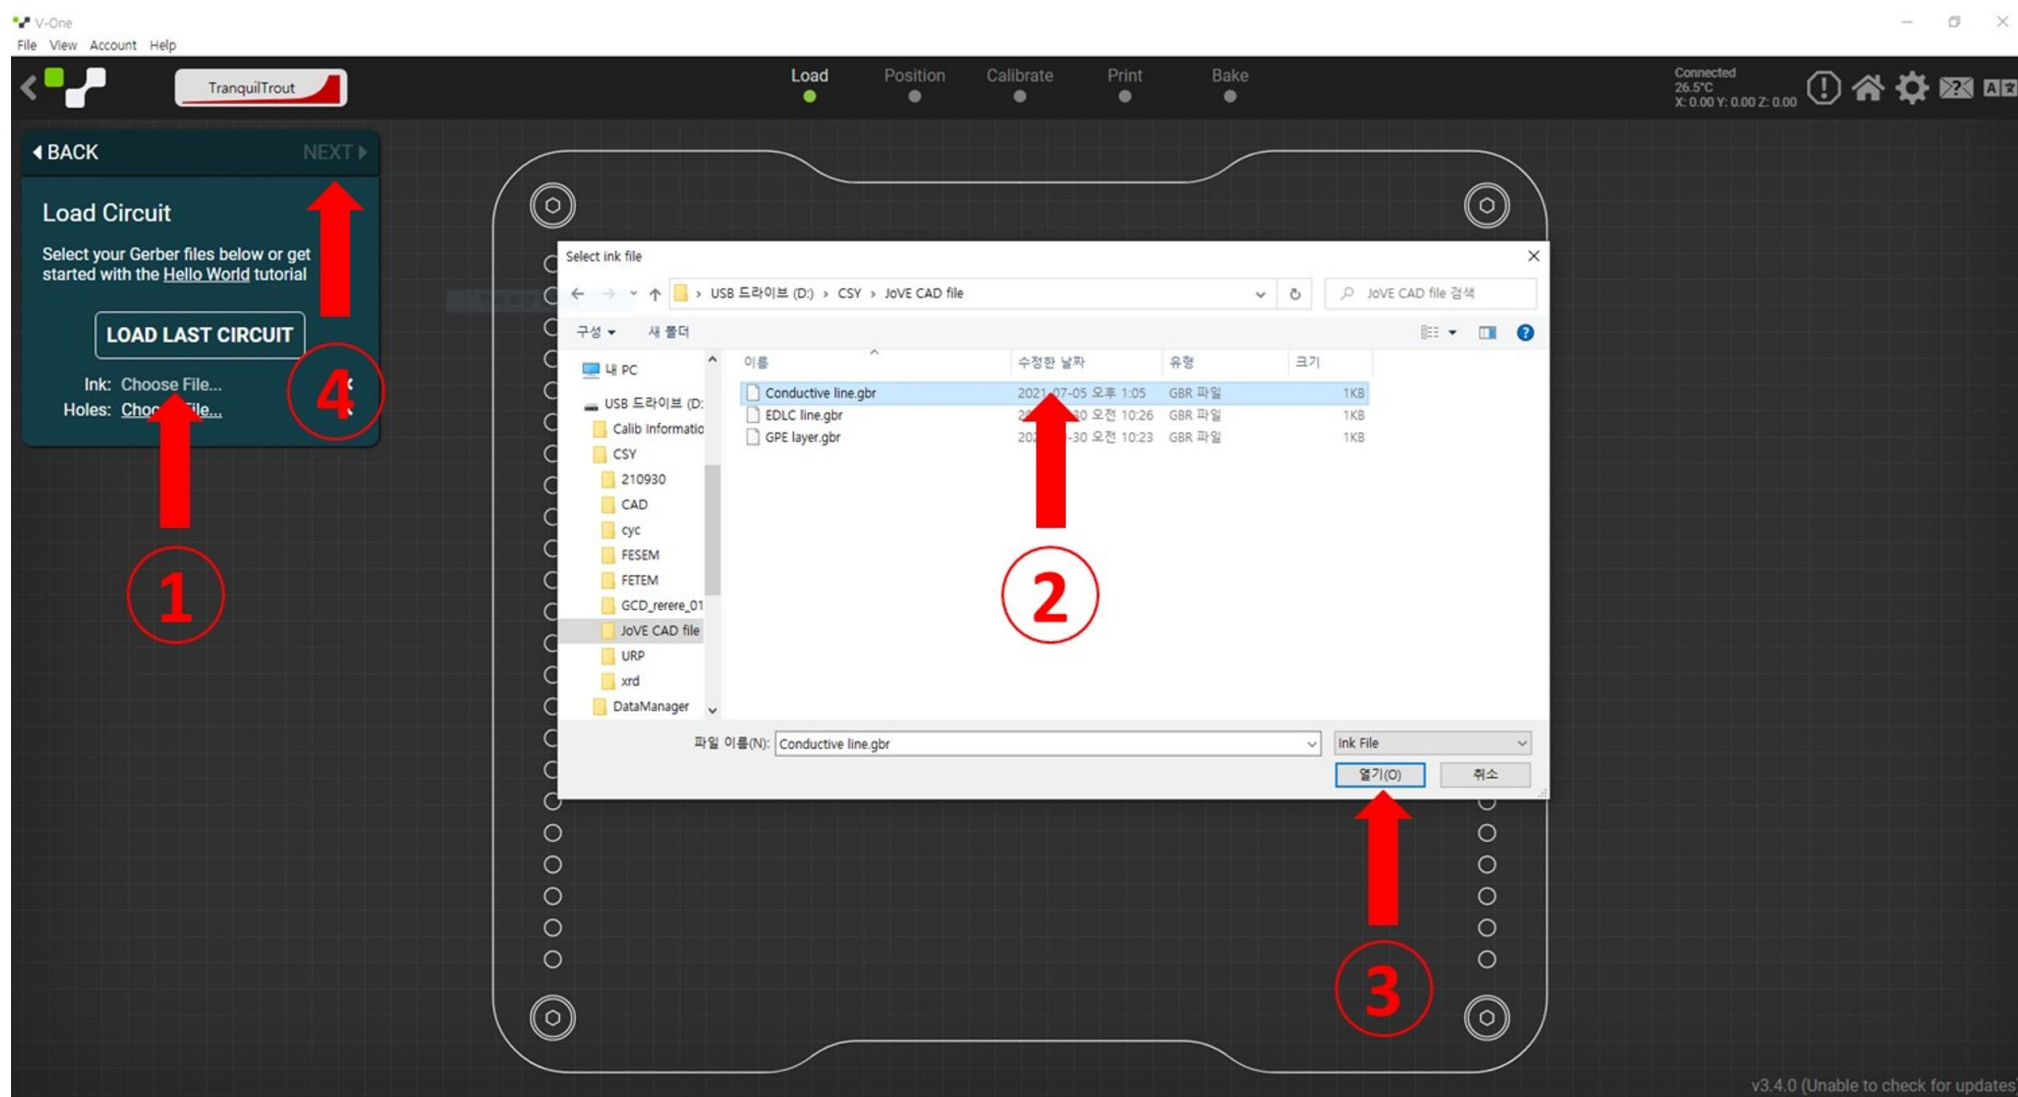 V-One
File View Account Help
TranquilTrout
Load Position Calibrate Print Bake
Connected
26.5°C
X: 0.00 Y: 0.00 Z: 0.00
BACK NEXT
Load Circuit
Select your Gerber files below or get
started with the Hello World tutorial
LOAD LAST CIRCUIT
Ink: Choose File...
Holes:
1
4
Select ink file
USB 드라이브 (D:) › CSY › JoVE CAD file
JoVE CAD file 검색
구성 새 폴더
내 PC
USB 드라이브 (D:
Calib Informatio
CSY
210930
CAD
cyc
FESEM
FETEM
GCD_rerere_01
JoVE CAD file
URP
xrd
DataManager
이름 수정한 날짜 유형 크기
Conductive line.gbr 2021-07-05 오후 1:05 GBR 파일 1KB
EDLC line.gbr 오전 10:26 GBR 파일 1KB
GPE layer.gbr 오전 10:23 GBR 파일 1KB
2
파일 이름(N): Conductive line.gbr Ink File
열기(O) 취소
3
v3.4.0 (Unable to check for updates)